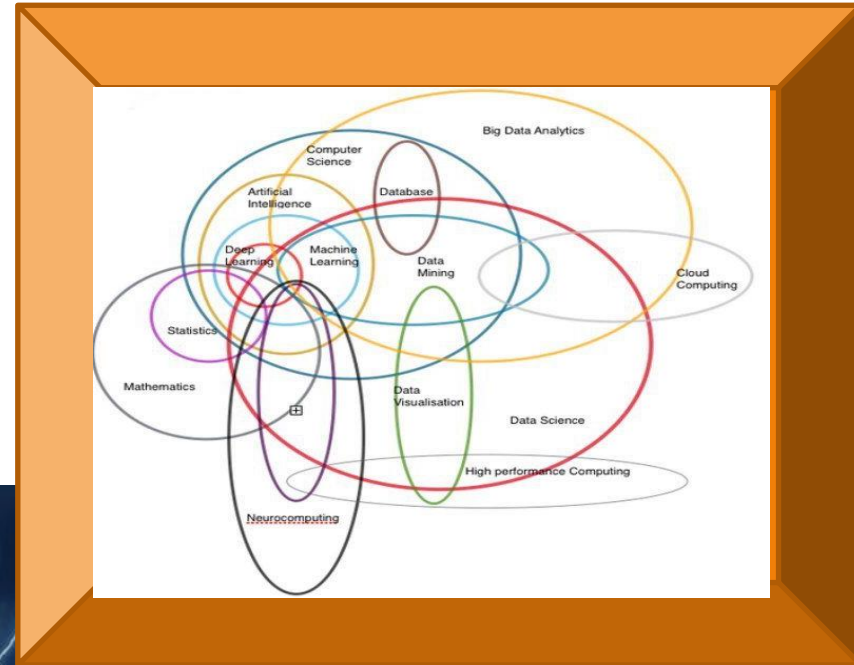 Big Data Analytics
Computer
Science
Artificial
Intelligence
Database
Deep
Learning
Machine
Learning
Data
Mining
Cloud
Computing
Statistics
Mathematics
Data
Visualisation
Data Science
High performance Computing
Neurocomputing